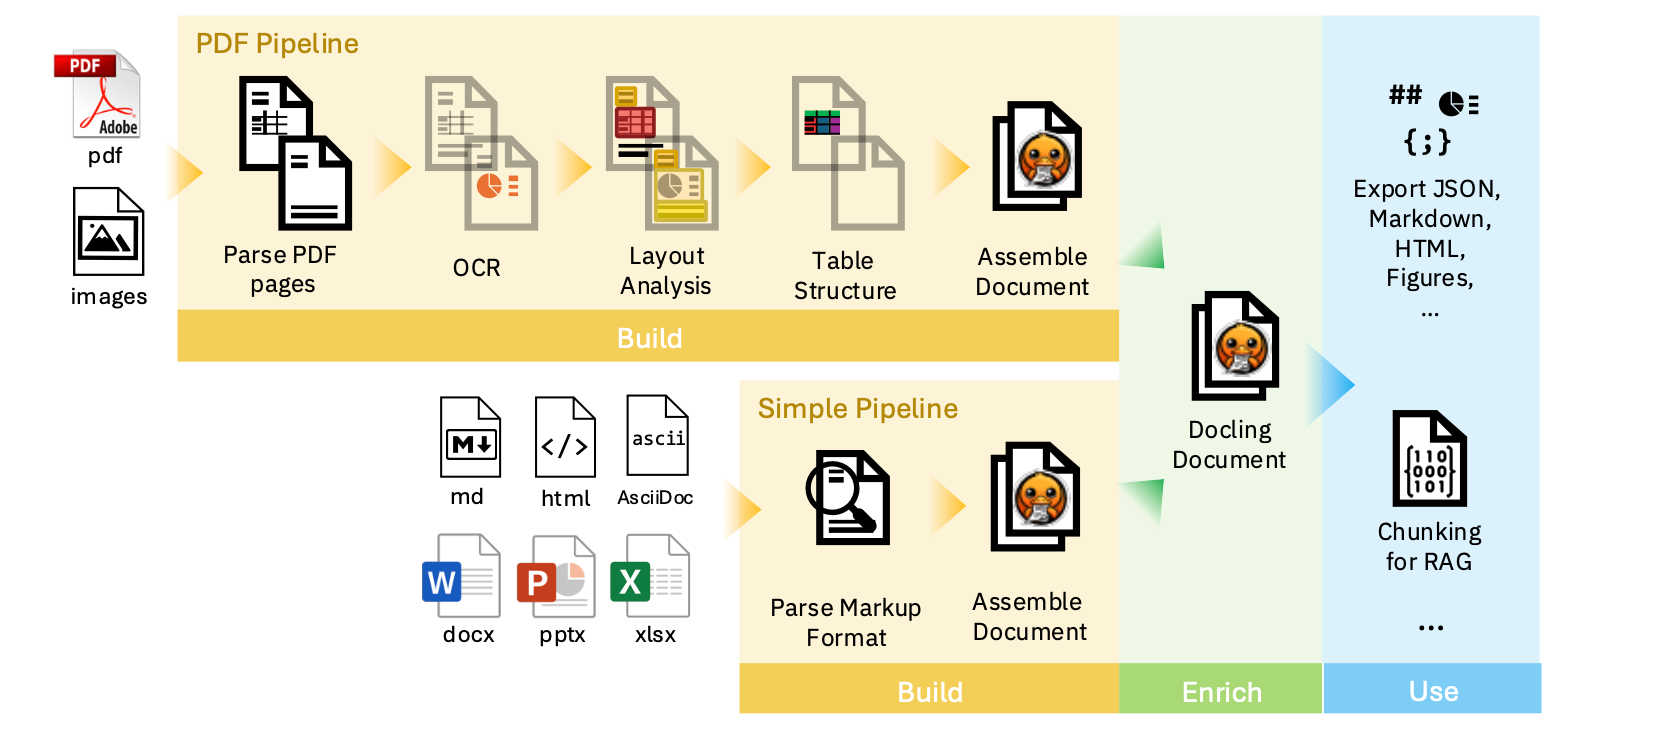 PDF Pipeline
PDF
Adobe
pdf
images
Parse PDF
pages
OCR
Layout
Analysis
Table
Structure
Assemble
Document
Build
md
html
ascii
AsciiDoc
W
docx
P
pptx
X
xlsx
M
</>
Simple Pipeline
Parse Markup
Format
Assemble
Document
Build
Docling
Document
Enrich
##
{;}
Export JSON,
Markdown,
HTML,
Figures,
...
{110
000
101}
Chunking
for RAG
...
Use